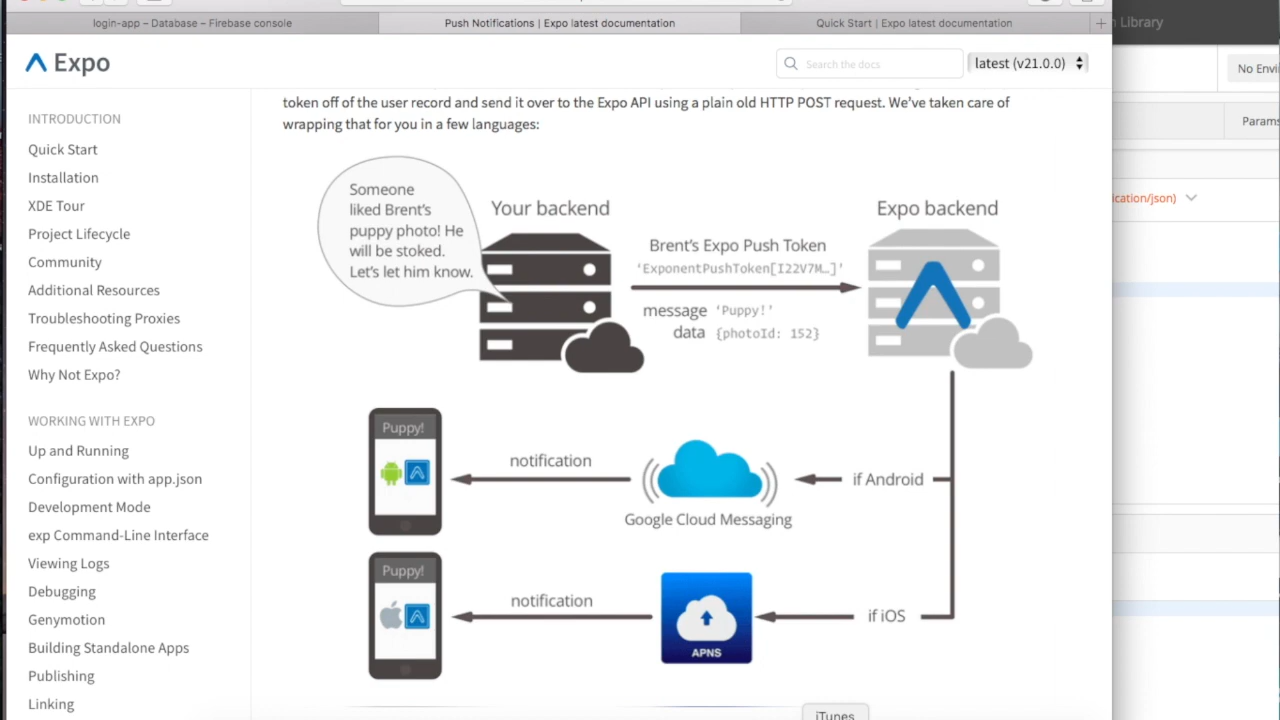 login-app – Database – Firebase console
Push Notifications | Expo latest documentation
Quick Start | Expo latest documentation
+
Library
Expo
Search the docs
latest (v21.0.0)
No Envi
Params
ication/json)
INTRODUCTION
Quick Start
Installation
XDE Tour
Project Lifecycle
Community
Additional Resources
Troubleshooting Proxies
Frequently Asked Questions
Why Not Expo?
WORKING WITH EXPO
Up and Running
Configuration with app.json
Development Mode
exp Command-Line Interface
Viewing Logs
Debugging
Genymotion
Building Standalone Apps
Publishing
Linking
token off of the user record and send it over to the Expo API using a plain old HTTP POST request. We’ve taken care of
wrapping that for you in a few languages:
Someone
liked Brent’s
puppy photo! He
will be stoked.
Let’s let him know.
Your backend
Expo backend
Brent’s Expo Push Token
‘ExponentPushToken[I22V7M…]’
message ‘Puppy!’
data {photoId: 152}
Puppy!
notification
if Android
Google Cloud Messaging
Puppy!
notification
if iOS
APNS
iTunes